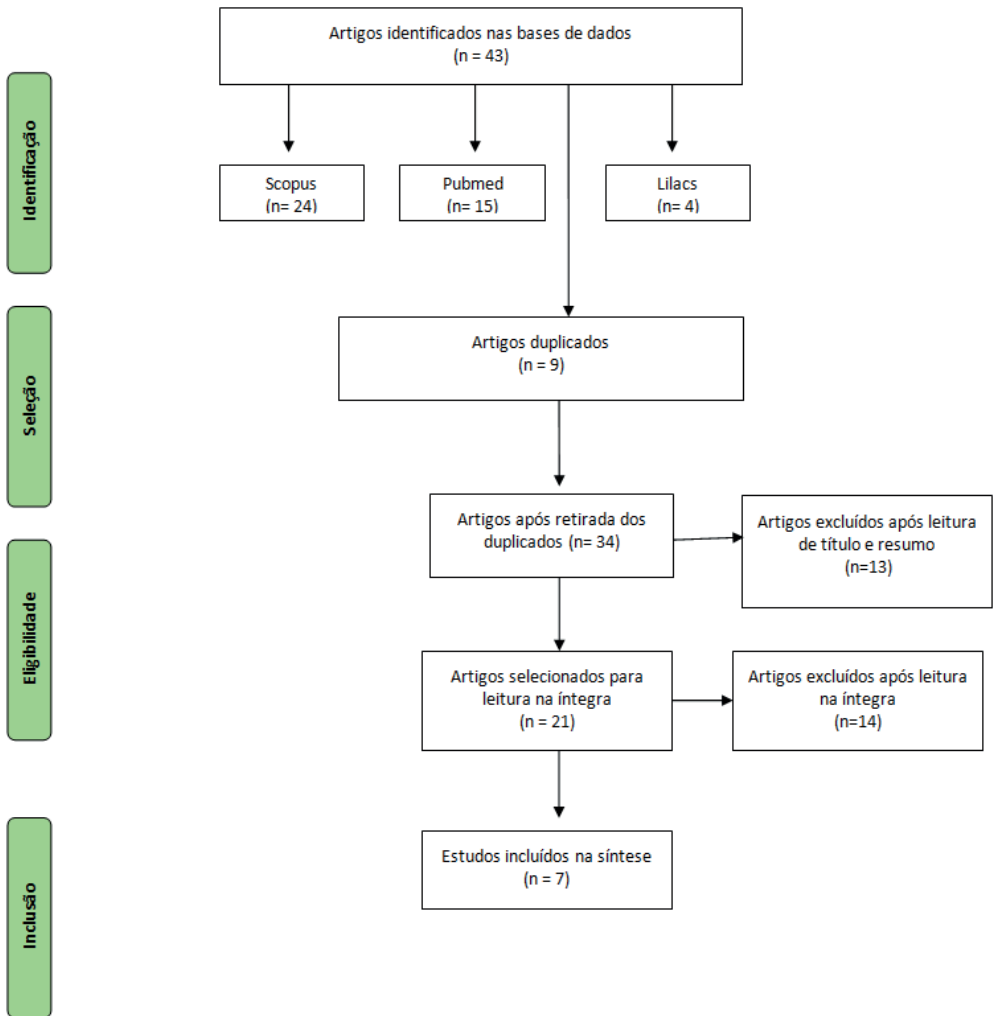 Artigos identificados nas bases de dados
(n = 43)
Identificação
Scopus
(n= 24)
Pubmed
(n= 15)
Lilacs
(n= 4)
Seleção
Artigos duplicados
(n = 9)
Artigos após retirada dos
duplicados (n= 34)
Artigos excluídos após leitura
de título e resumo
(n=13)
Eligibilidade
Artigos selecionados para
leitura na íntegra
(n = 21)
Artigos excluídos após leitura
na íntegra
(n=14)
Inclusão
Estudos incluídos na síntese
(n = 7)